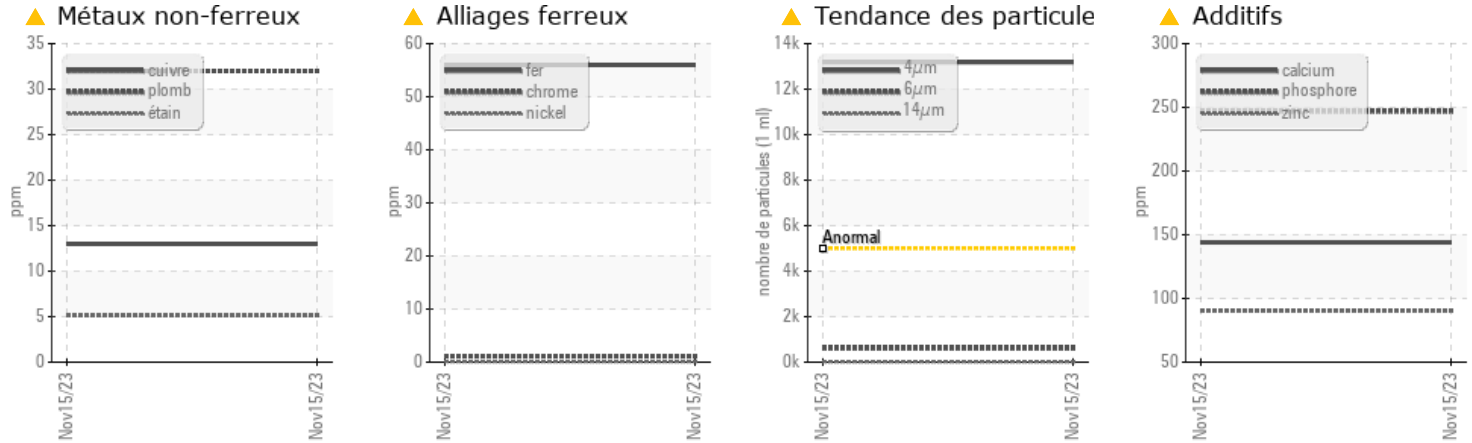 Métaux non-ferreux
35
30
25
20
15
10
5
0
ppm
cuivre
plomb
étain
Nov15/23
Nov15/23
Alliages ferreux
60
50
40
30
20
10
0
ppm
fer
chrome
nickel
Nov15/23
Nov15/23
Tendance des particule
14k
12k
10k
8k
6k
4k
2k
0k
nombre de particules (1 ml)
4µm
6µm
14µm
Anormal
Nov15/23
Nov15/23
Additifs
300
250
200
150
100
50
ppm
calcium
phosphore
zinc
Nov15/23
Nov15/23